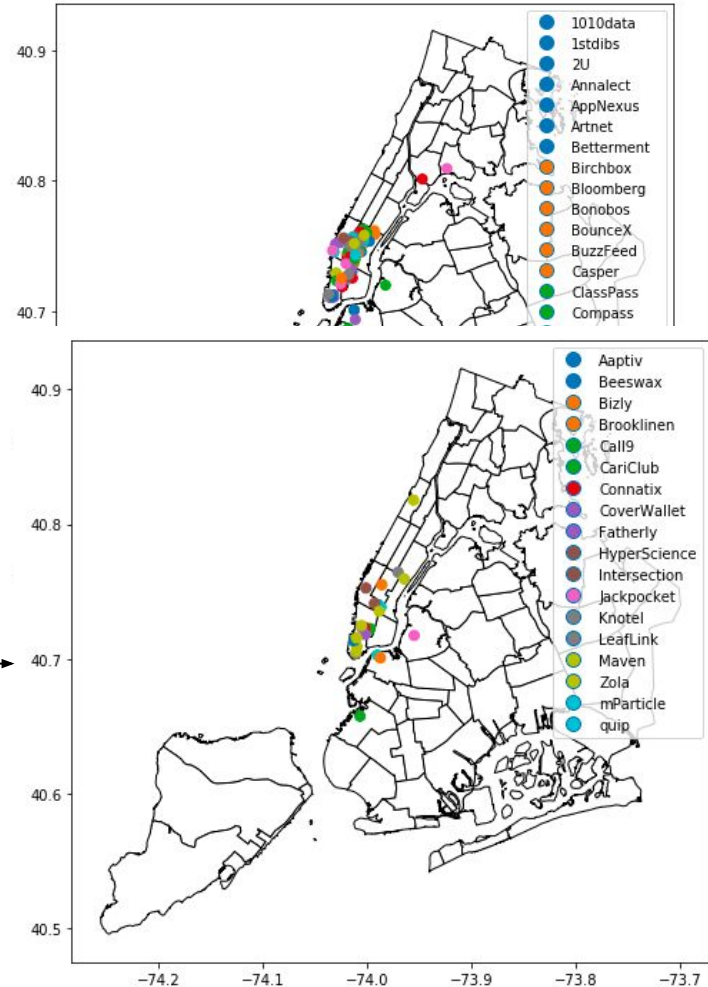 40.9
40.8
40.7
1010data
1stdibs
2U
Annalect
AppNexus
Artnet
Betterment
Birchbox
Bloomberg
Bonobos
BounceX
BuzzFeed
Casper
ClassPass
Compass
40.9
40.8
40.7
40.6
40.5
Aaptiv
Beeswax
Bizly
Brooklinen
Call9
CariClub
Connatix
CoverWallet
Fatherly
HyperScience
Intersection
Jackpocket
Knotel
LeafLink
Maven
Zola
mParticle
quip
−74.2 −74.1 −74.0 −73.9 −73.8 −73.7